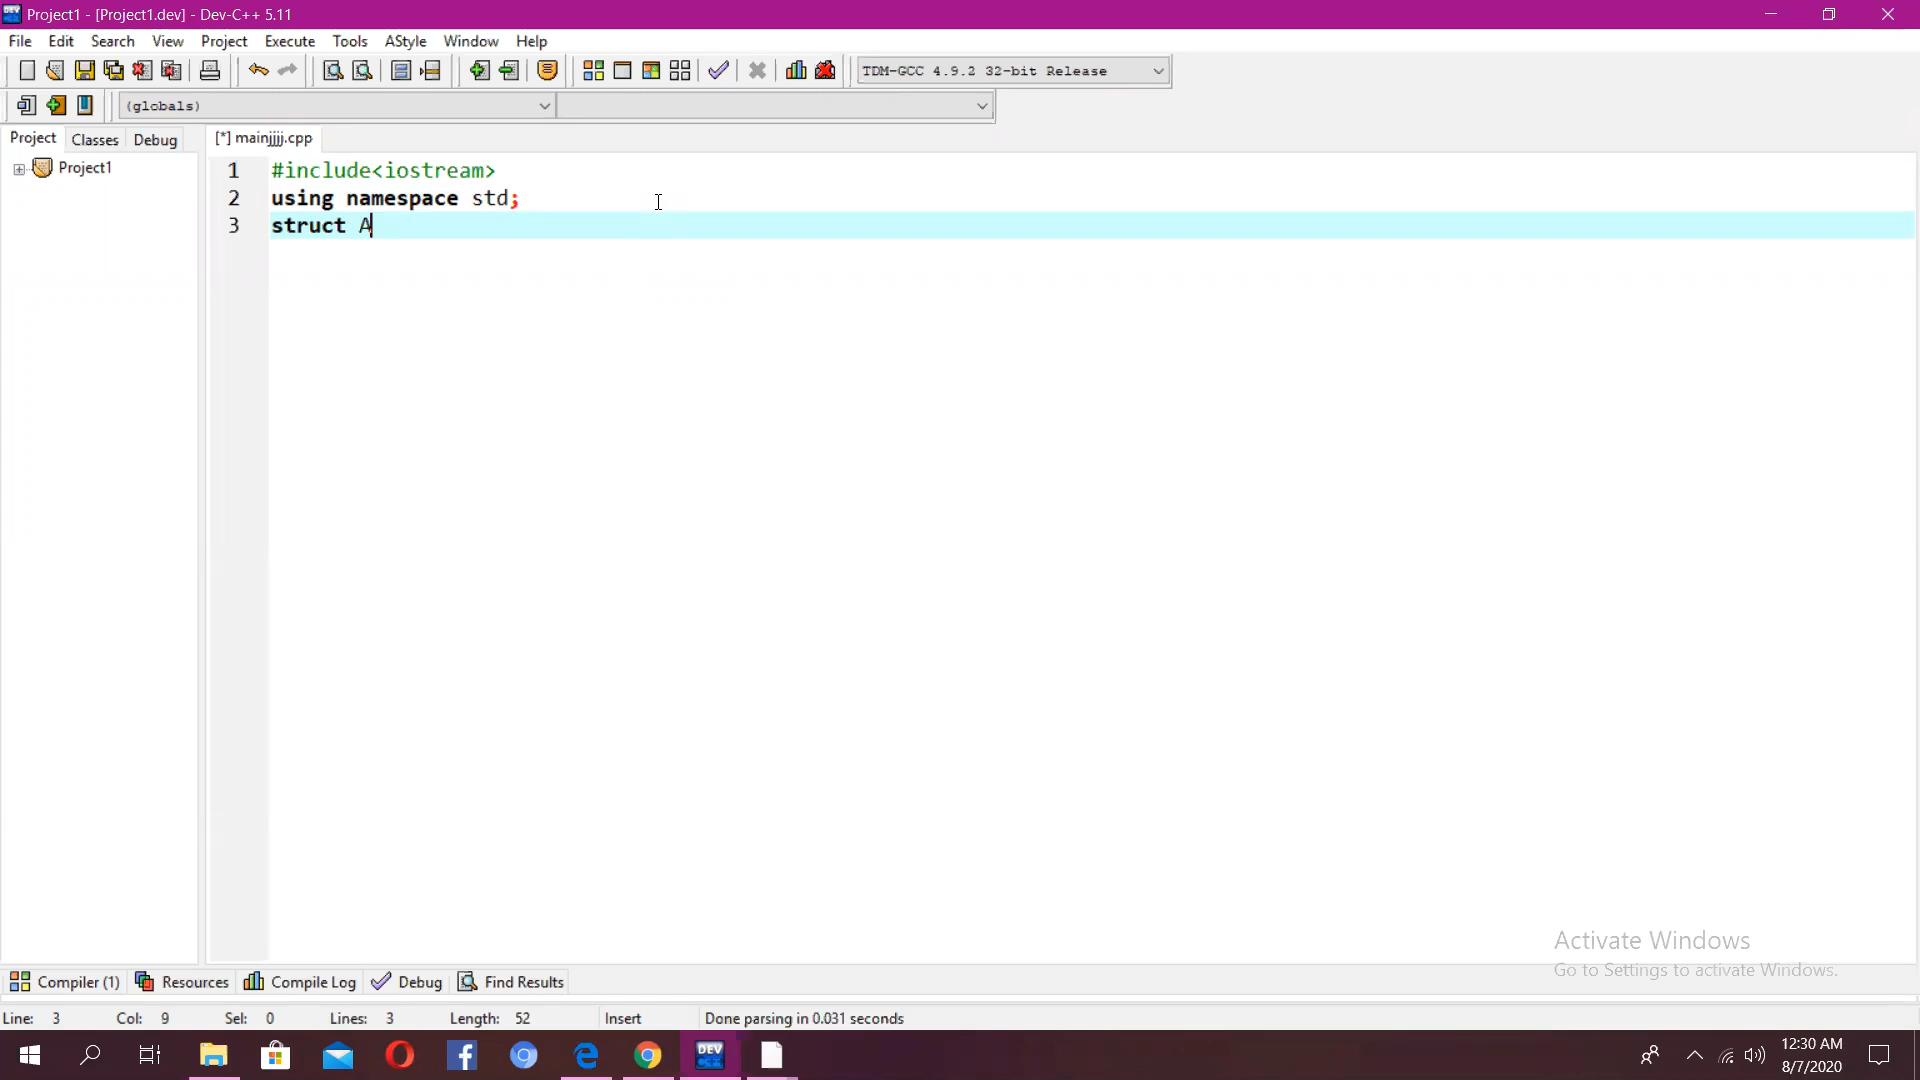 Project1 - [Project1.dev] - Dev-C++ 5.11
File Edit Search View Project Execute Tools AStyle Window Help
TDM-GCC 4.9.2 32-bit Release
(globals)
Project Classes Debug [*] mainjjjj.cpp
Project1
1 #include<iostream>
2 using namespace std;
3 struct A
Activate Windows
Go to Settings to activate Windows.
Compiler (1) Resources Compile Log Debug Find Results
Line: 3 Col: 9 Sel: 0 Lines: 3 Length: 52 Insert Done parsing in 0.031 seconds
DEV
12:30 AM
8/7/2020